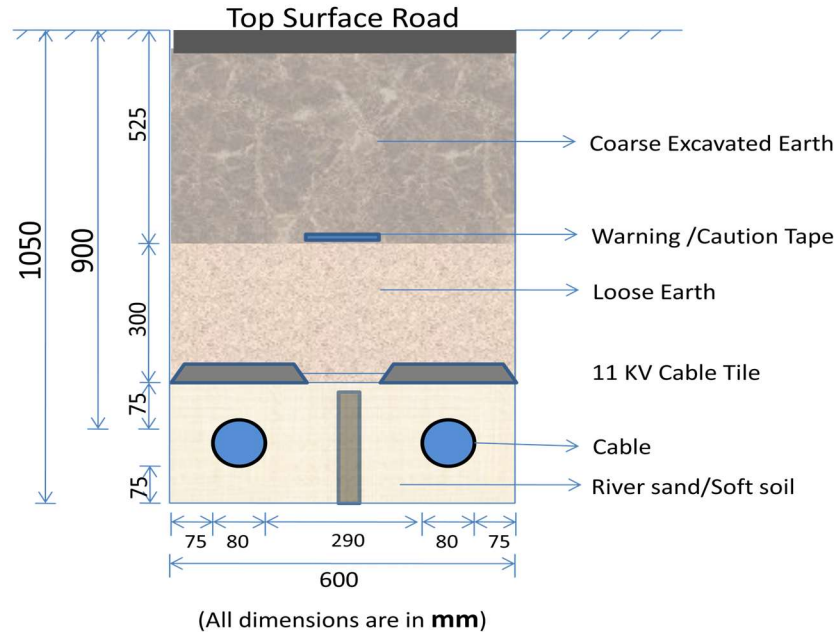 Top Surface Road
525
Coarse Excavated Earth
Warning /Caution Tape
1050
900
300
Loose Earth
11 KV Cable Tile
75
Cable
75
River sand/Soft soil
75 80 290 80 75
600
(All dimensions are in mm)